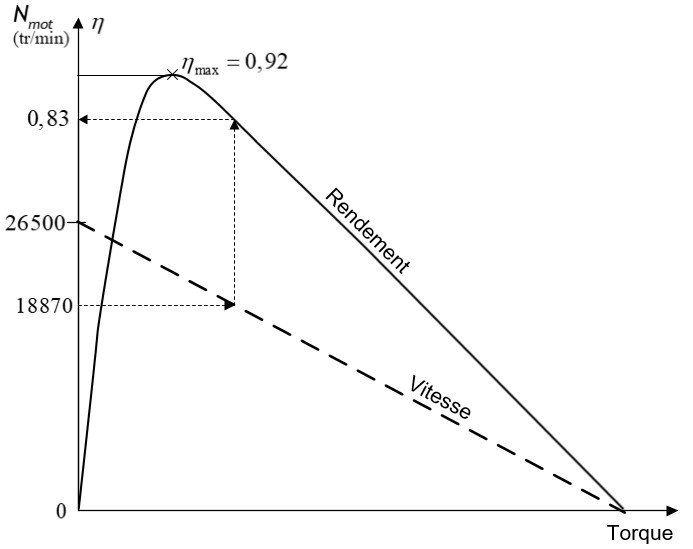 N_mot η
(tr/min)
η_max = 0,92
0,83
Rendement
26500
18870
Vitesse
0
Torque